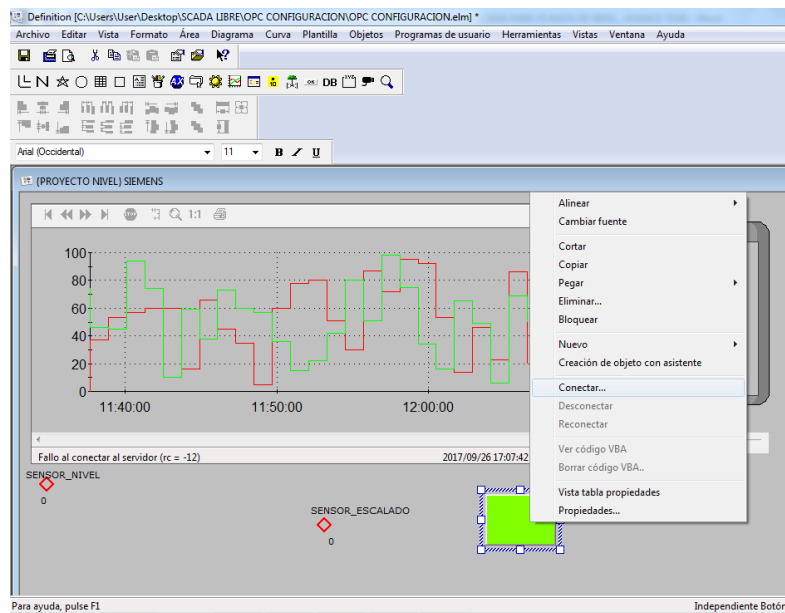 Definition [C:\Users\User\Desktop\SCADA LIBRE\OPC CONFIGURACION\OPC CONFIGURACION.elm] *
Archivo Editar Vista Formato Área Diagrama Curva Plantilla Objetos Programas de usuario Herramientas Vistas Ventana Ayuda
DB
Arial (Occidental) 11 B U
(PROYECTO NIVEL) SIEMENS
STOP 1:1
100
80
60
40
20
0
11:40:00 11:50:00 12:00:00
Fallo al conectar al servidor (rc = -12) 2017/09/26 17:07:42
SENSOR_NIVEL
0
SENSOR_ESCALADO
0
Alinear
Cambiar fuente
Cortar
Copiar
Pegar
Eliminar...
Bloquear
Nuevo
Creación de objeto con asistente
Conectar...
Desconectar
Reconectar
Ver código VBA
Borrar código VBA..
Vista tabla propiedades
Propiedades...
Para ayuda, pulse F1 Independiente Botón